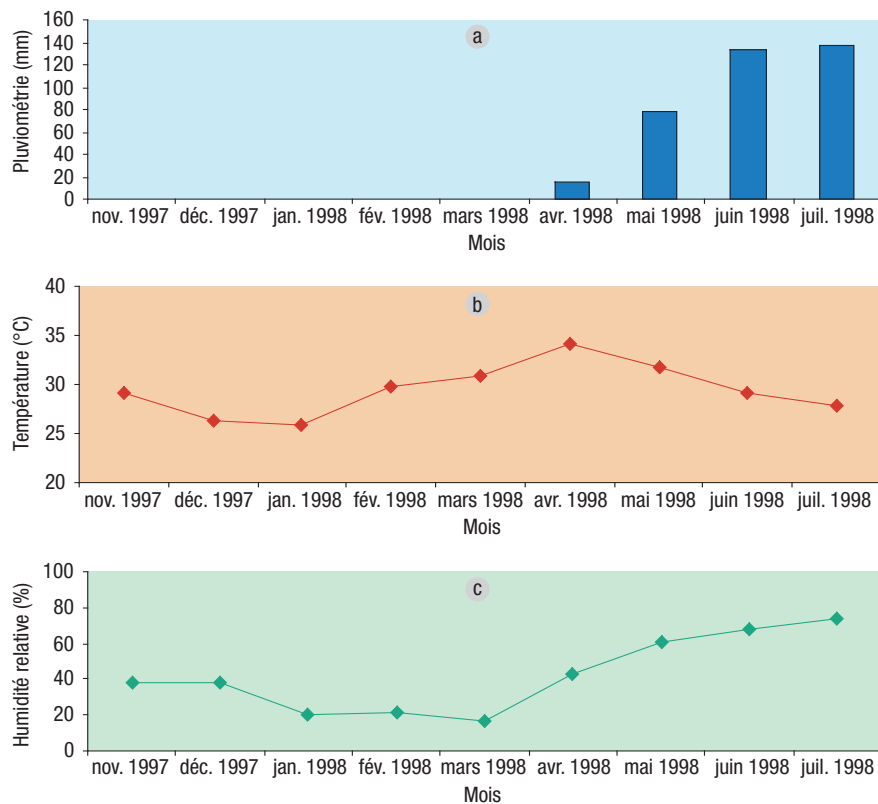 a
Pluviométrie (mm)
160
140
120
100
80
60
40
20
0
nov. 1997 déc. 1997 jan. 1998 fév. 1998 mars 1998 avr. 1998 mai 1998 juin 1998 juil. 1998
Mois
b
Température (°C)
40
35
30
25
20
nov. 1997 déc. 1997 jan. 1998 fév. 1998 mars 1998 avr. 1998 mai 1998 juin 1998 juil. 1998
Mois
c
Humidité relative (%)
100
80
60
40
20
0
nov. 1997 déc. 1997 jan. 1998 fév. 1998 mars 1998 avr. 1998 mai 1998 juin 1998 juil. 1998
Mois